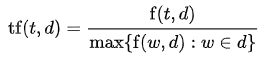 tf(t, d) = f(t, d) / max{f(w, d) : w ∈ d}